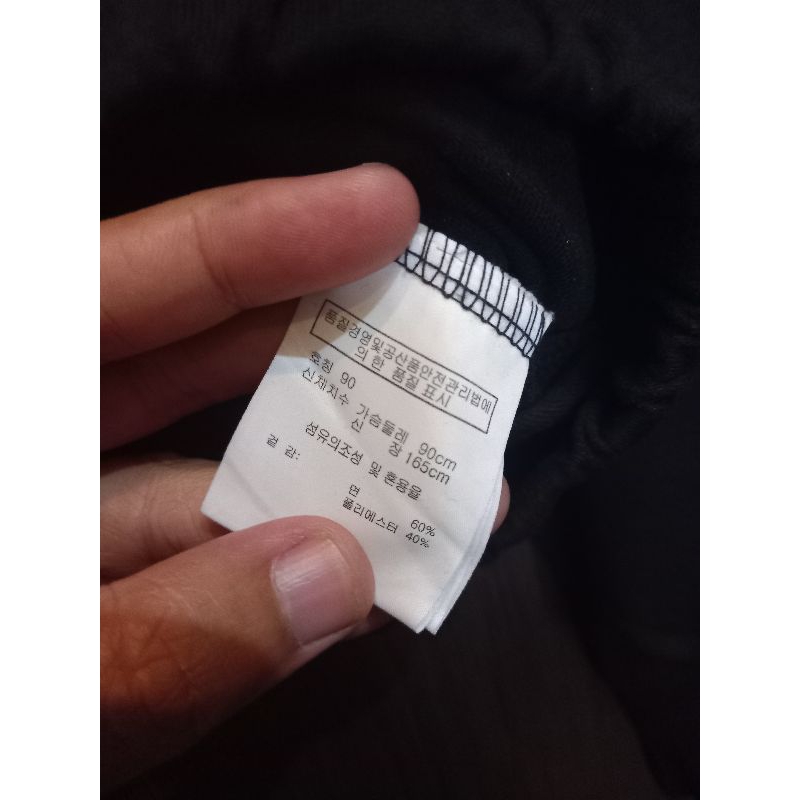 품질경영및공산품안전관리법에
의한 품질표시
호칭 90
신체치수 가슴둘레 90cm
신 장 165cm
섬유의조성 및 혼용율
겉 감:
면 60%
폴리에스터 40%